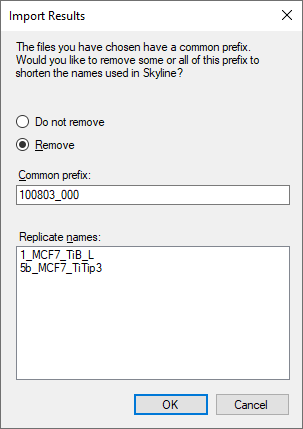 Import Results
The files you have chosen have a common prefix.
Would you like to remove some or all of this prefix to
shorten the names used in Skyline?
Do not remove
Remove
Common prefix:
100803_000
Replicate names:
1_MCF7_TiB_L
5b_MCF7_TiTip3
OK
Cancel